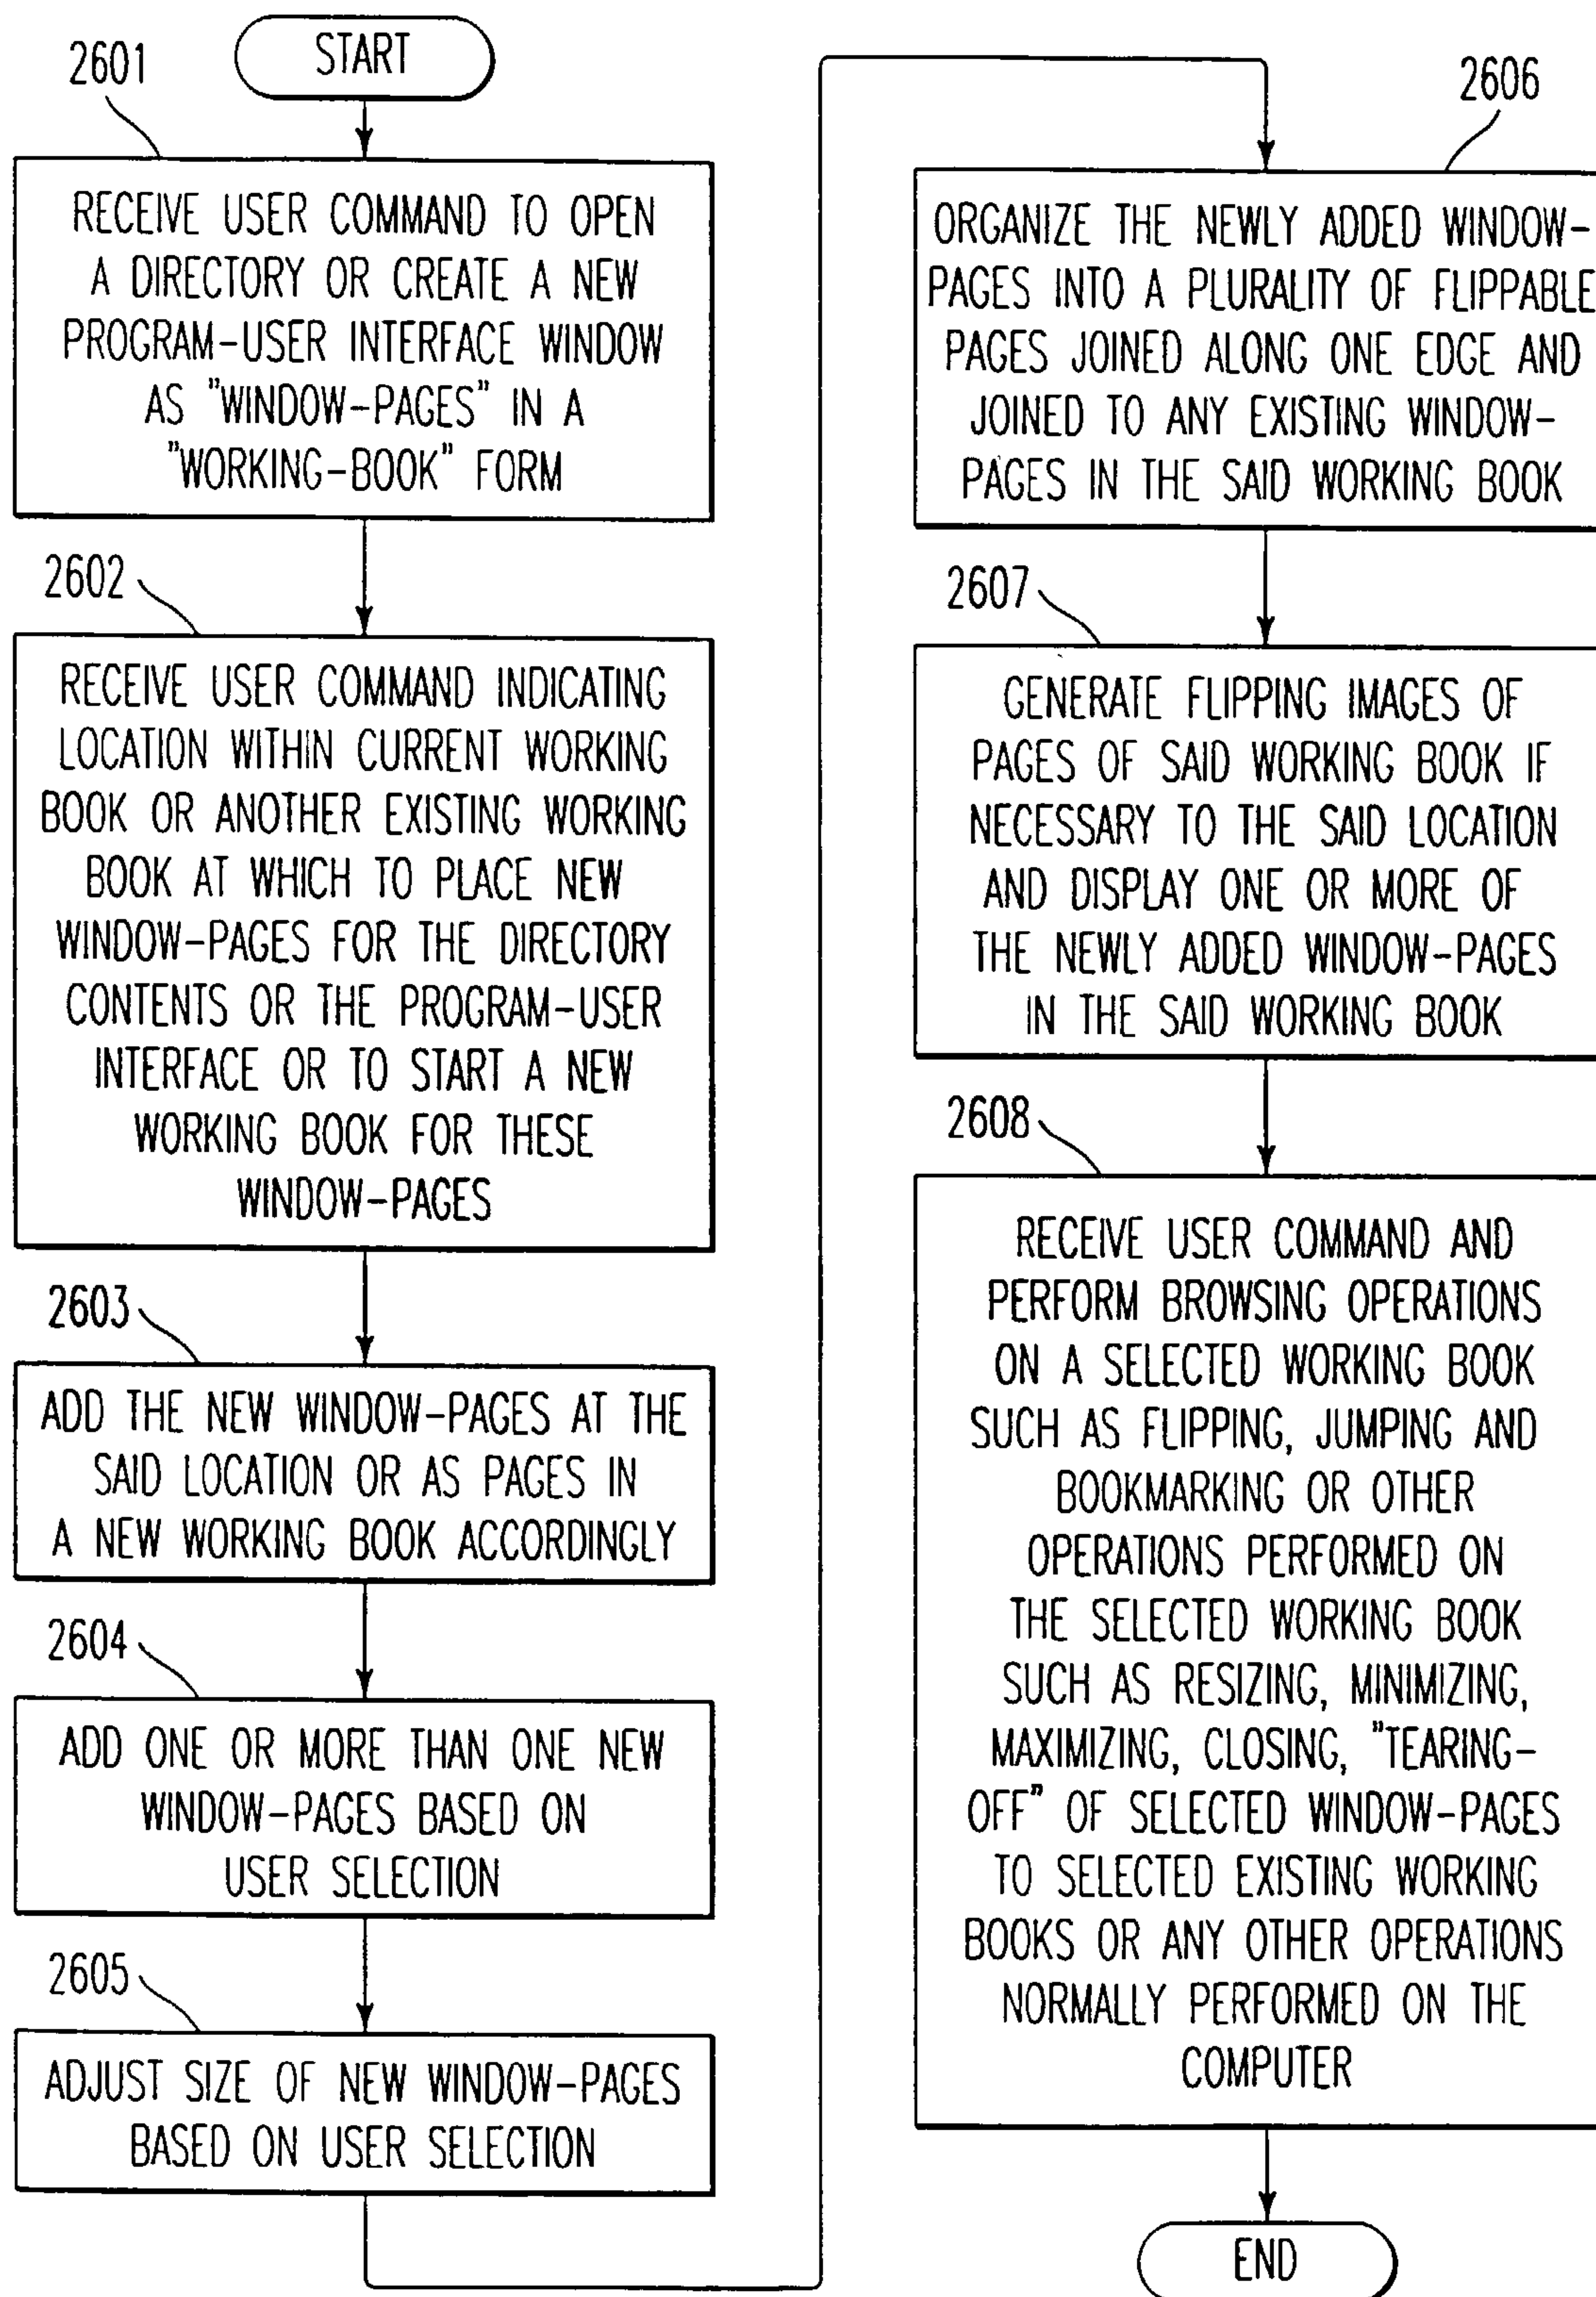 START
2601
RECEIVE USER COMMAND TO OPEN
A DIRECTORY OR CREATE A NEW
PROGRAM-USER INTERFACE WINDOW
AS "WINDOW-PAGES" IN A
"WORKING-BOOK" FORM
2602
RECEIVE USER COMMAND INDICATING
LOCATION WITHIN CURRENT WORKING
BOOK OR ANOTHER EXISTING WORKING
BOOK AT WHICH TO PLACE NEW
WINDOW-PAGES FOR THE DIRECTORY
CONTENTS OR THE PROGRAM-USER
INTERFACE OR TO START A NEW
WORKING BOOK FOR THESE
WINDOW-PAGES
2603
ADD THE NEW WINDOW-PAGES AT THE
SAID LOCATION OR AS PAGES IN
A NEW WORKING BOOK ACCORDINGLY
2604
ADD ONE OR MORE THAN ONE NEW
WINDOW-PAGES BASED ON
USER SELECTION
2605
ADJUST SIZE OF NEW WINDOW-PAGES
BASED ON USER SELECTION
2606
ORGANIZE THE NEWLY ADDED WINDOW-
PAGES INTO A PLURALITY OF FLIPPABLE
PAGES JOINED ALONG ONE EDGE AND
JOINED TO ANY EXISTING WINDOW-
PAGES IN THE SAID WORKING BOOK
2607
GENERATE FLIPPING IMAGES OF
PAGES OF SAID WORKING BOOK IF
NECESSARY TO THE SAID LOCATION
AND DISPLAY ONE OR MORE OF
THE NEWLY ADDED WINDOW-PAGES
IN THE SAID WORKING BOOK
2608
RECEIVE USER COMMAND AND
PERFORM BROWSING OPERATIONS
ON A SELECTED WORKING BOOK
SUCH AS FLIPPING, JUMPING AND
BOOKMARKING OR OTHER
OPERATIONS PERFORMED ON
THE SELECTED WORKING BOOK
SUCH AS RESIZING, MINIMIZING,
MAXIMIZING, CLOSING, "TEARING-
OFF" OF SELECTED WINDOW-PAGES
TO SELECTED EXISTING WORKING
BOOKS OR ANY OTHER OPERATIONS
NORMALLY PERFORMED ON THE
COMPUTER
END